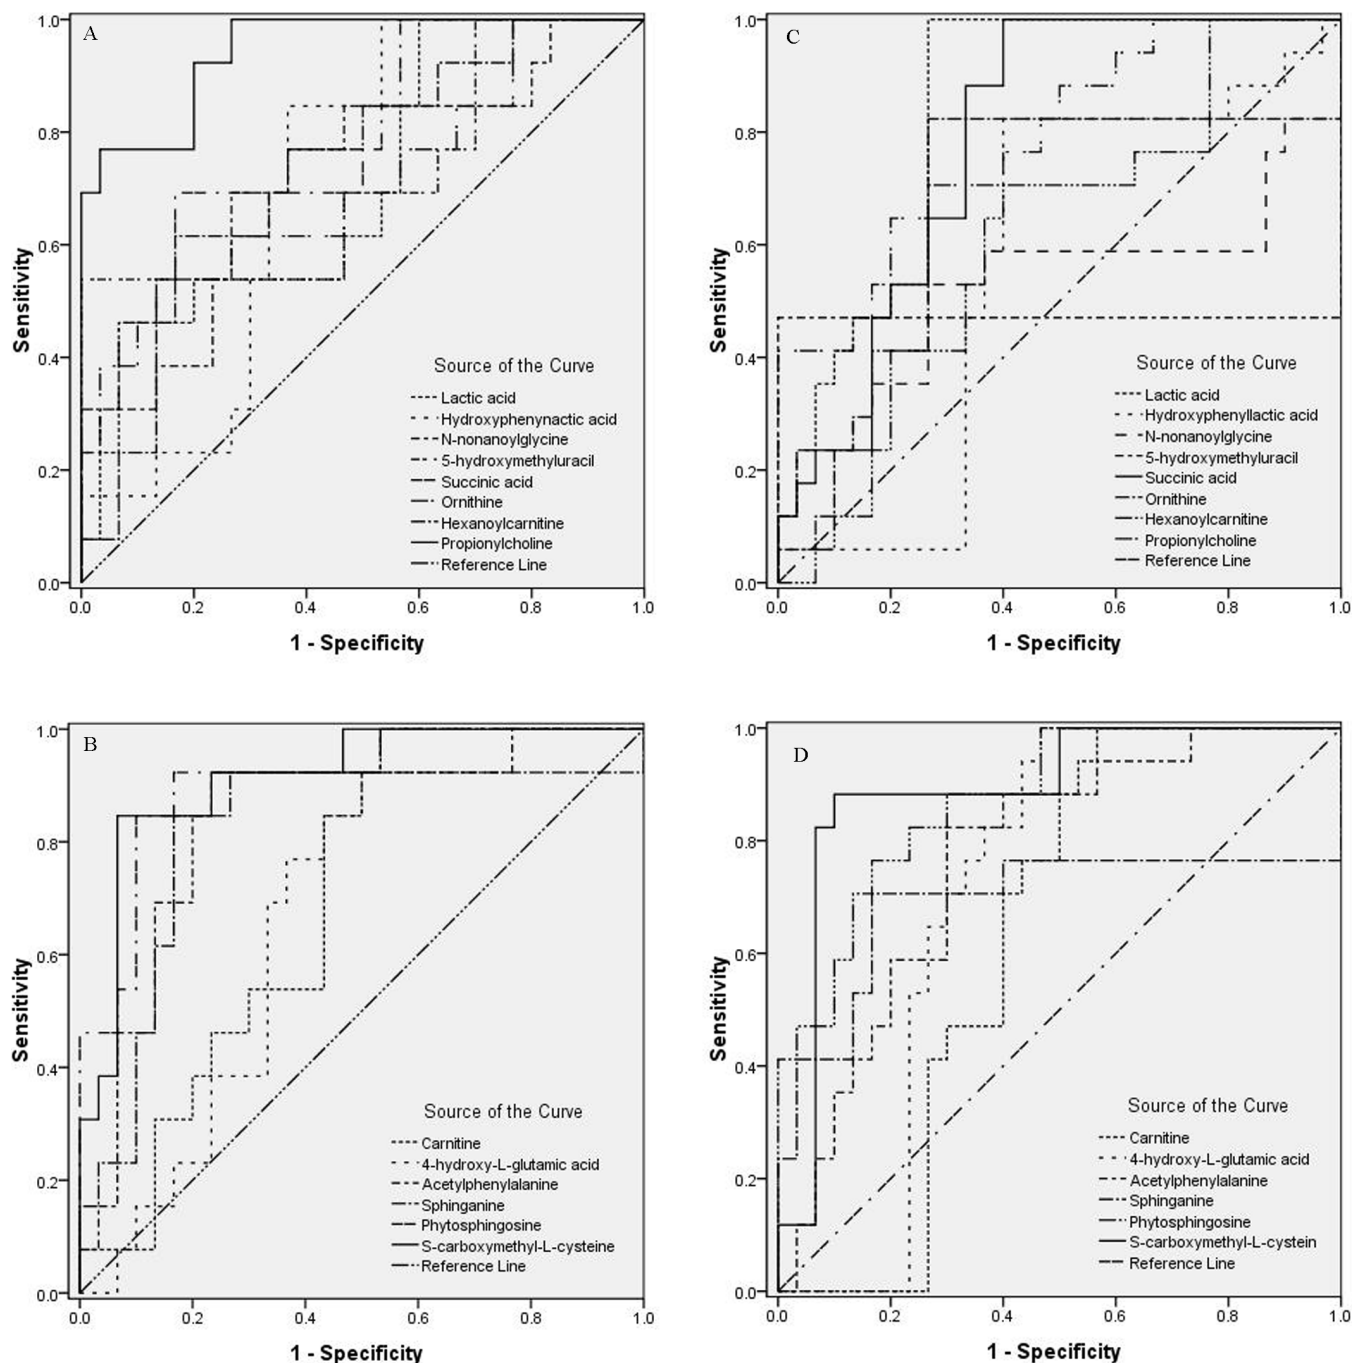 A
1.0
0.8
0.6
0.4
0.2
0.0
Sensitivity
Source of the Curve
Lactic acid
Hydroxyphenynactic acid
N-nonanoylglycine
5-hydroxymethyluracil
Succinic acid
Ornithine
Hexanoylcarnitine
Propionylcholine
Reference Line
0.0 0.2 0.4 0.6 0.8 1.0
1 - Specificity
C
1.0
0.8
0.6
0.4
0.2
0.0
Sensitivity
Source of the Curve
Lactic acid
Hydroxyphenyllactic acid
N-nonanoylglycine
5-hydroxymethyluracil
Succinic acid
Ornithine
Hexanoylcarnitine
Propionylcholine
Reference Line
0.0 0.2 0.4 0.6 0.8 1.0
1 - Specificity
B
1.0
0.8
0.6
0.4
0.2
0.0
Sensitivity
Source of the Curve
Carnitine
4-hydroxy-L-glutamic acid
Acetylphenylalanine
Sphinganine
Phytosphingosine
S-carboxymethyl-L-cysteine
Reference Line
0.0 0.2 0.4 0.6 0.8 1.0
1 - Specificity
D
1.0
0.8
0.6
0.4
0.2
0.0
Sensitivity
Source of the Curve
Carnitine
4-hydroxy-L-glutamic acid
Acetylphenylalanine
Sphinganine
Phytosphingosine
S-carboxymethyl-L-cystein
Reference Line
0.0 0.2 0.4 0.6 0.8 1.0
1 - Specificity